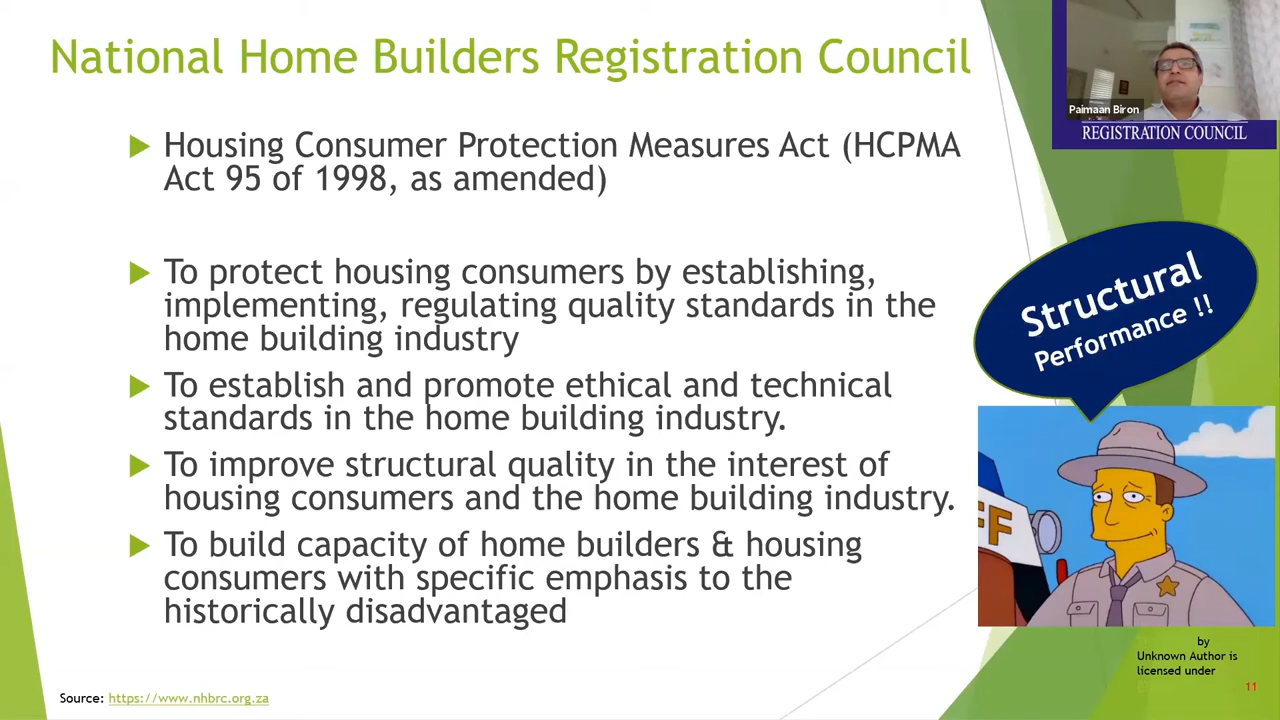 National Home Builders Registration Council
Paimaan Biron
REGISTRATION COUNCIL
Housing Consumer Protection Measures Act (HCPMA
Act 95 of 1998, as amended)
To protect housing consumers by establishing,
implementing, regulating quality standards in the
home building industry
To establish and promote ethical and technical
standards in the home building industry.
To improve structural quality in the interest of
housing consumers and the home building industry.
To build capacity of home builders & housing
consumers with specific emphasis to the
historically disadvantaged
Structural
Performance !!
FF
by
Unknown Author is
licensed under
Source: https://www.nhbrc.org.za
11